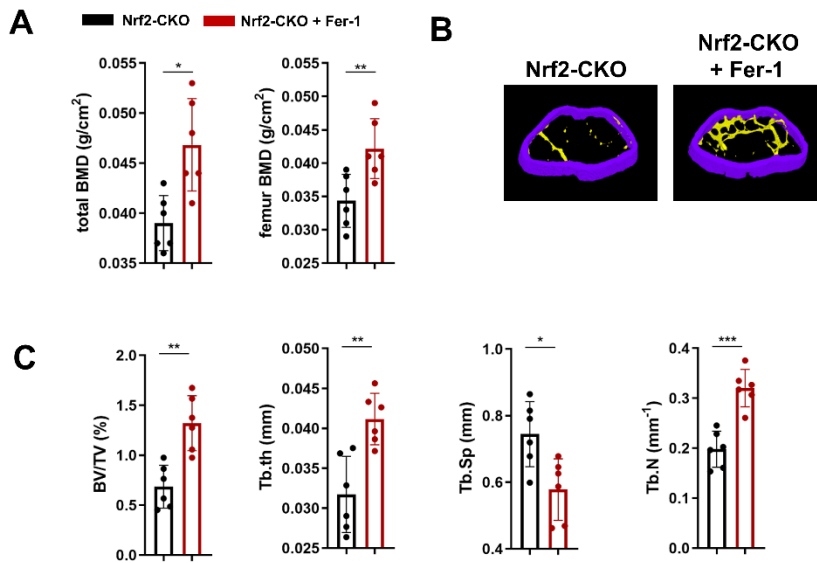 A
Nrf2-CKO
Nrf2-CKO + Fer-1
B
total BMD (g/cm²)
0.055
0.050
0.045
0.040
0.035
*
femur BMD (g/cm²)
0.055
0.050
0.045
0.040
0.035
0.030
0.025
**
Nrf2-CKO
Nrf2-CKO
+ Fer-1
C
BV/TV (%)
2.0
1.5
1.0
0.5
0.0
**
Tb.th (mm)
0.050
0.045
0.040
0.035
0.030
0.025
**
Tb.Sp (mm)
1.0
0.8
0.6
0.4
*
Tb.N (mm⁻¹)
0.4
0.3
0.2
0.1
0.0
***